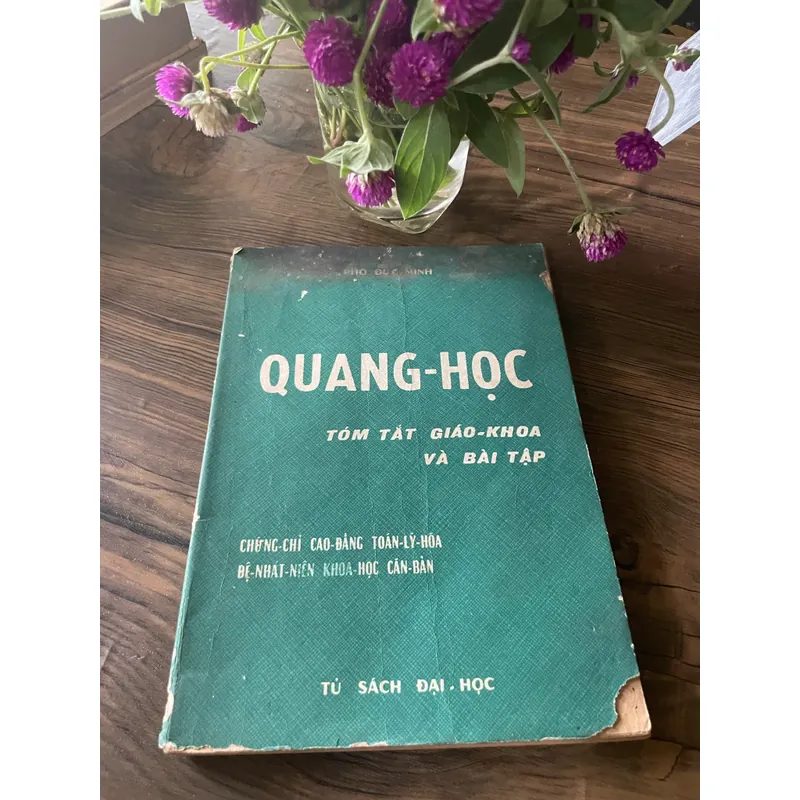 PHÓ ĐỨC MINH
QUANG-HỌC
TÓM TẮT GIÁO-KHOA
VÀ BÀI TẬP
CHỨNG-CHỈ CAO-ĐẲNG TOÁN-LÝ-HÓA
ĐỆ-NHẤT-NIÊN KHOA-HỌC CĂN-BẢN
TỦ SÁCH ĐẠI-HỌC